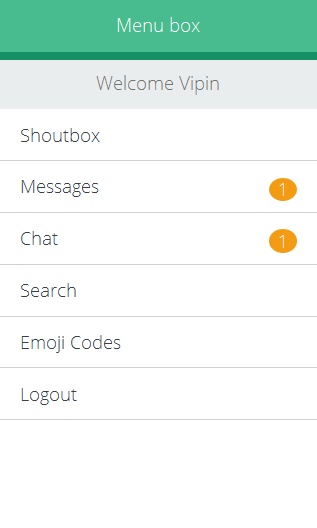 Menu box
Welcome Vipin
Shoutbox
Messages 1
Chat 1
Search
Emoji Codes
Logout